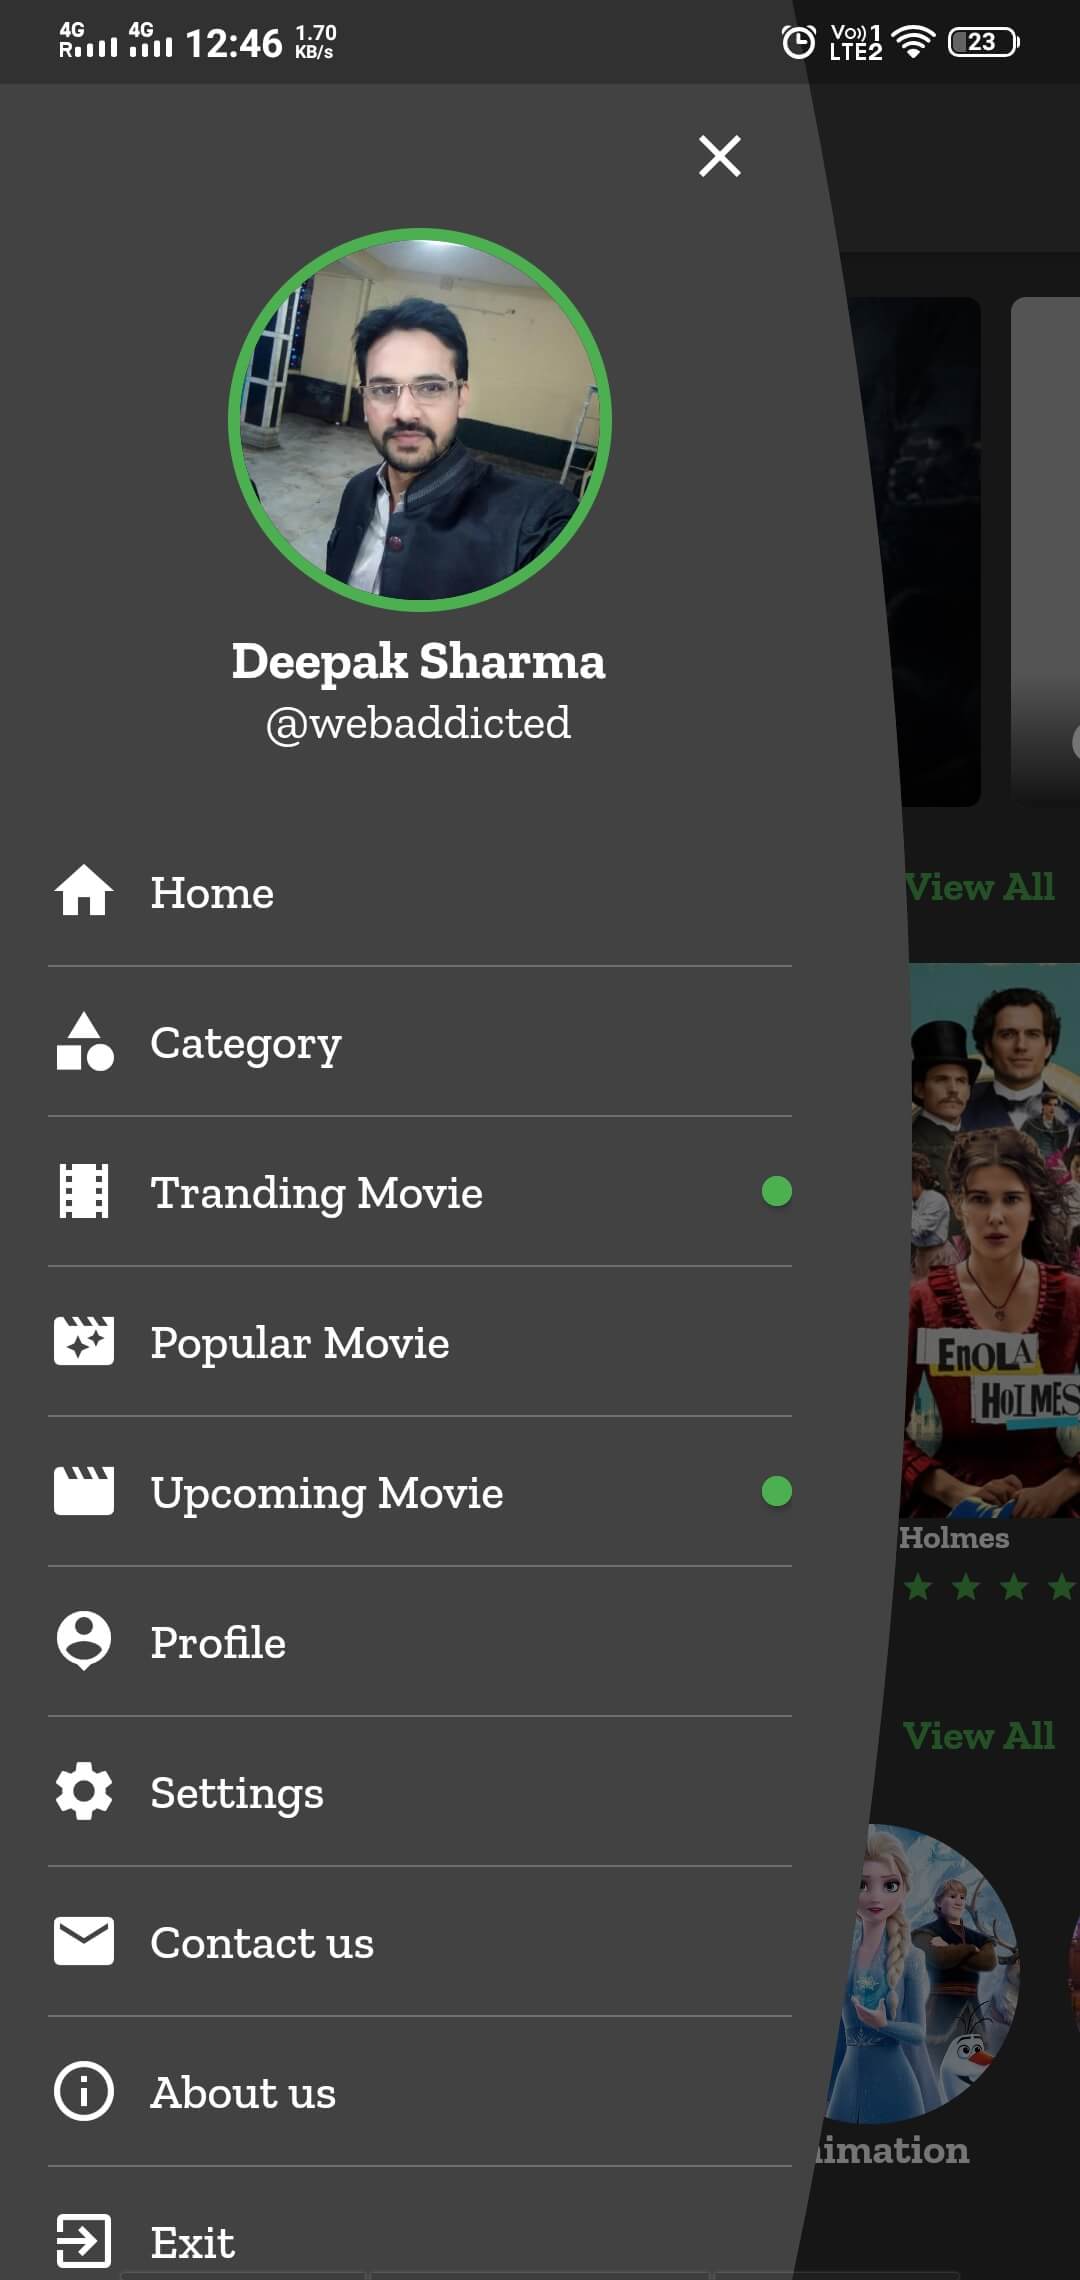 4G 4G 12:46 1.70 KB/s Vo)) 1 LTE2 23
R
Deepak Sharma
@webaddicted
Home
View All
Category
Tranding Movie
Popular Movie
ENOLA
HOLMES
Upcoming Movie
Holmes
Profile
View All
Settings
Contact us
About us
imation
Exit